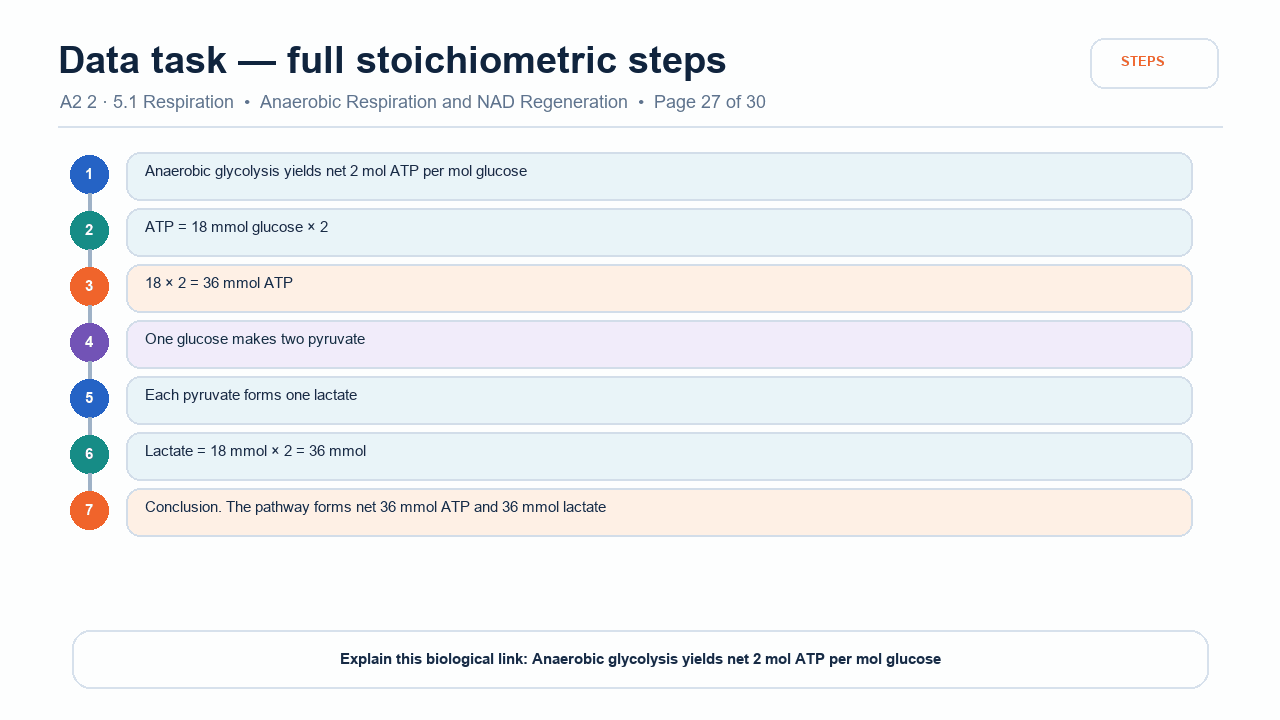 Data task — full stoichiometric steps
STEPS
A2 2 · 5.1 Respiration • Anaerobic Respiration and NAD Regeneration • Page 27 of 30
1
Anaerobic glycolysis yields net 2 mol ATP per mol glucose
2
ATP = 18 mmol glucose × 2
3
18 × 2 = 36 mmol ATP
4
One glucose makes two pyruvate
5
Each pyruvate forms one lactate
6
Lactate = 18 mmol × 2 = 36 mmol
7
Conclusion. The pathway forms net 36 mmol ATP and 36 mmol lactate
Explain this biological link: Anaerobic glycolysis yields net 2 mol ATP per mol glucose